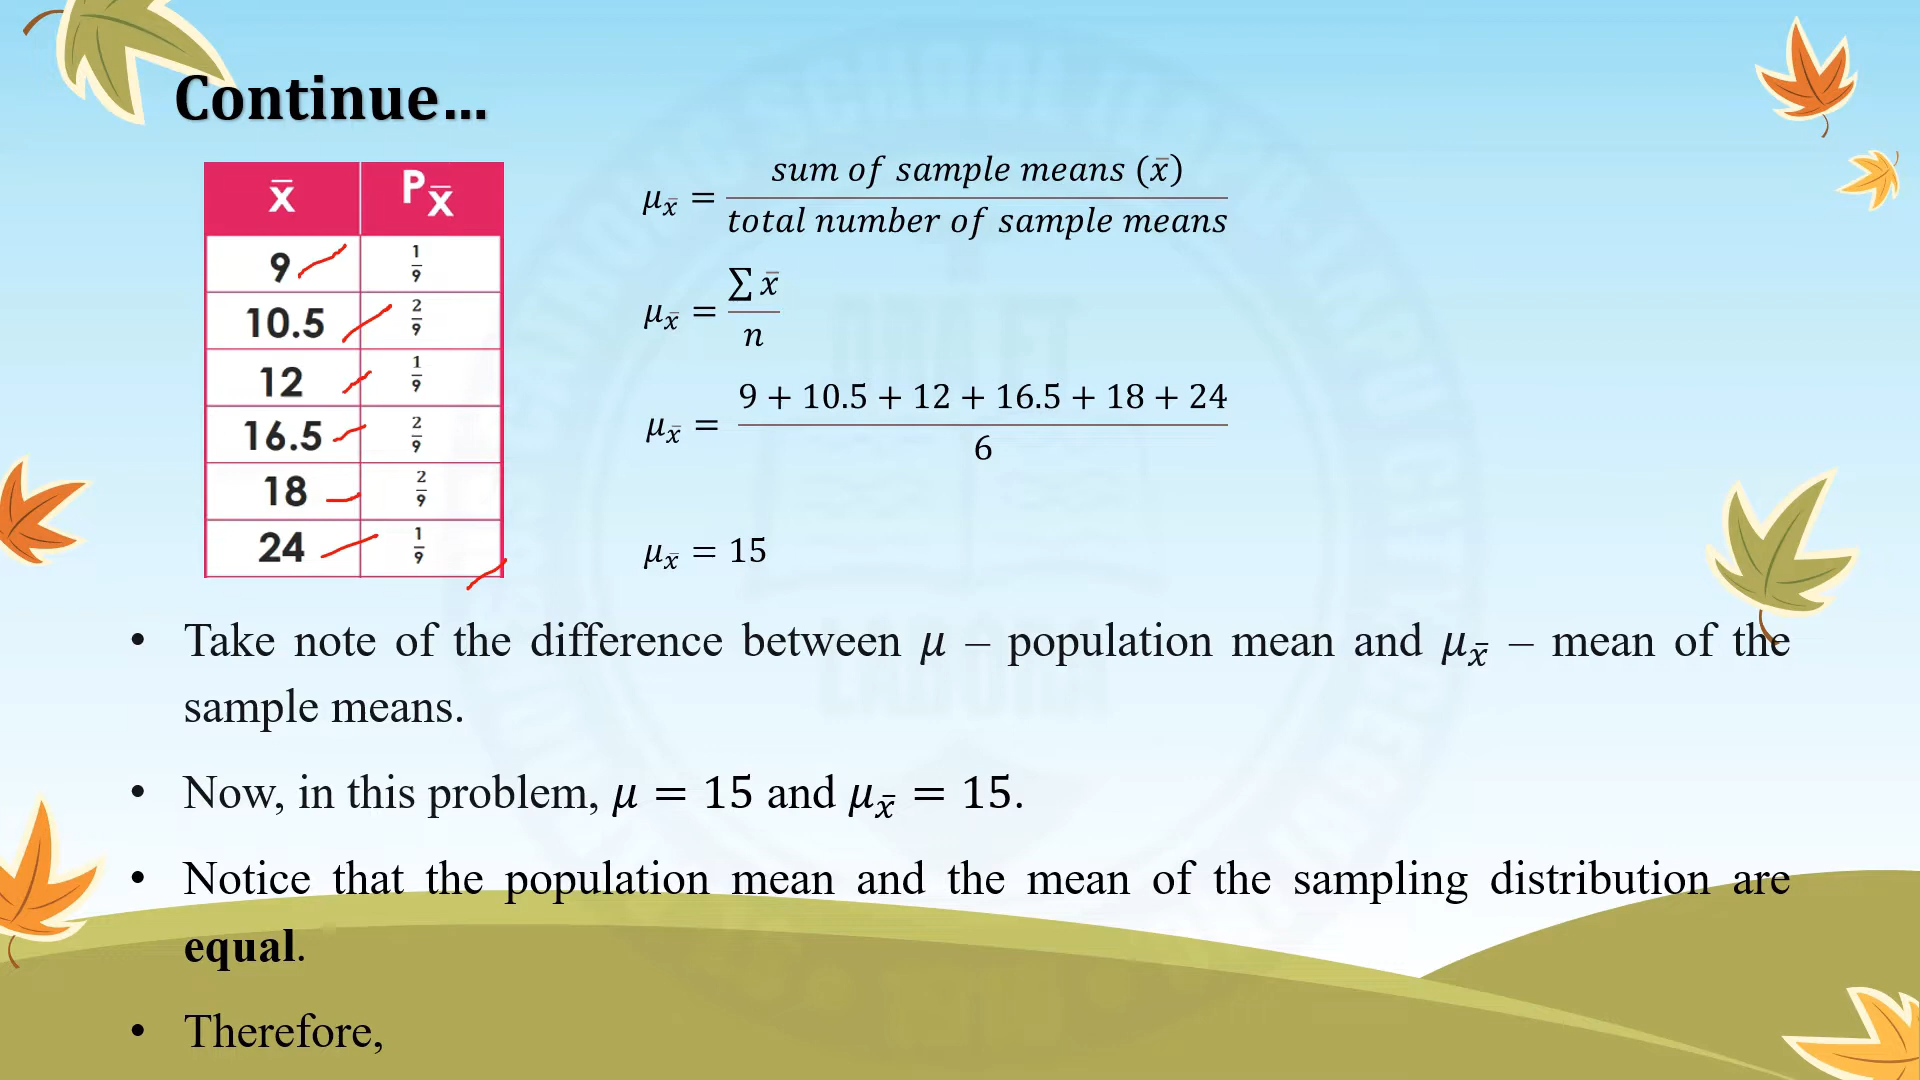 Continue...
x̄ P x̄
9 1/9
10.5 2/9
12 1/9
16.5 2/9
18 2/9
24 1/9
μx̄ = sum of sample means (x̄) / total number of sample means
μx̄ = ∑ x̄ / n
μx̄ = 9 + 10.5 + 12 + 16.5 + 18 + 24 / 6
μx̄ = 15
• Take note of the difference between μ – population mean and μx̄ – mean of the
sample means.
• Now, in this problem, μ = 15 and μx̄ = 15.
• Notice that the population mean and the mean of the sampling distribution are
equal.
• Therefore,